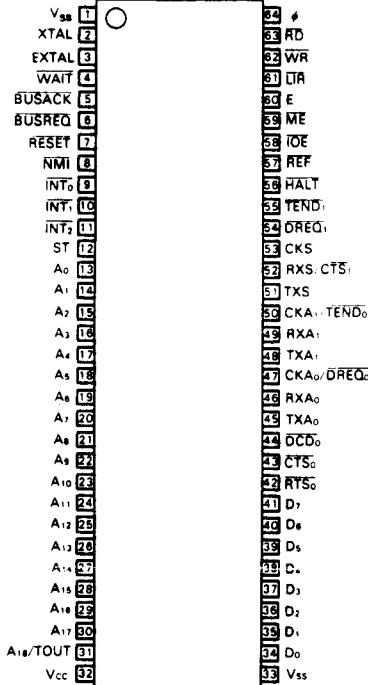 Vss 1
XTAL 2
EXTAL 3
WAIT 4
BUSACK 5
BUSREQ 6
RESET 7
NMI 8
INT₀ 9
INT₁ 10
INT₂ 11
ST 12
A₀ 13
A₁ 14
A₂ 15
A₃ 16
A₄ 17
A₅ 18
A₆ 19
A₇ 20
A₈ 21
A₉ 22
A₁₀ 23
A₁₁ 24
A₁₂ 25
A₁₃ 26
A₁₄ 27
A₁₅ 28
A₁₆ 29
A₁₇ 30
A₁₈/TOUT 31
Vcc 32
64 ϕ
63 RD
62 WR
61 LIR
60 E
59 ME
58 IOE
57 REF
56 HALT
55 TEND₁
54 DREQ₁
53 CKS
52 RXS/CTS₁
51 TXS
50 CKA₁/TEND₀
49 RXA₁
48 TXA₁
47 CKA₀/DREQ₀
46 RXA₀
45 TXA₀
44 DCD₀
43 CTS₀
42 RTS₀
41 D₇
40 D₆
39 D₅
38 D₄
37 D₃
36 D₂
35 D₁
34 D₀
33 Vss